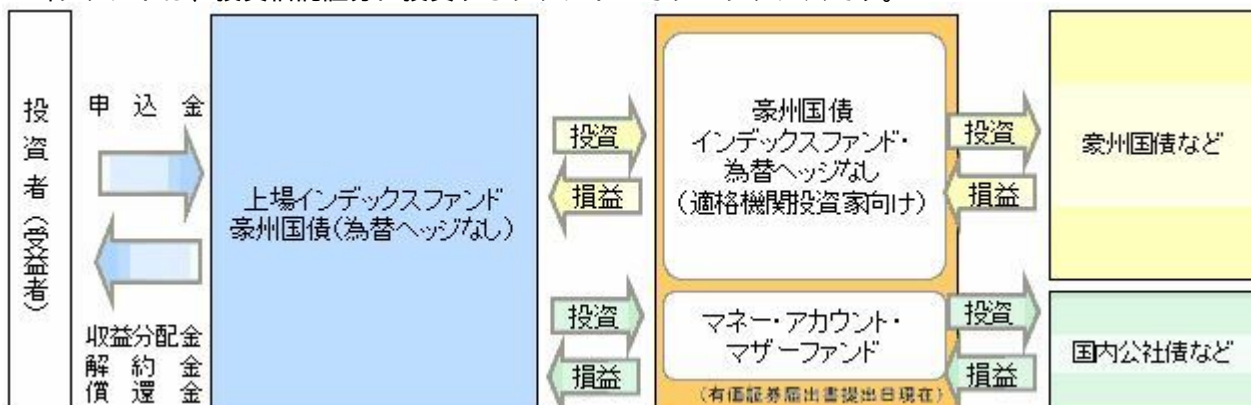 投資者(受益者)
申込金
収益分配金
解約金
償還金
上場インデックスファンド
豪州国債(為替ヘッジなし)
投資
損益
投資
損益
豪州国債
インデックスファンド・
為替ヘッジなし
(適格機関投資家向け)
マネー・アカウント・
マザーファンド
(有価証券届出書提出日現在)
投資
損益
投資
損益
豪州国債など
国内公社債など